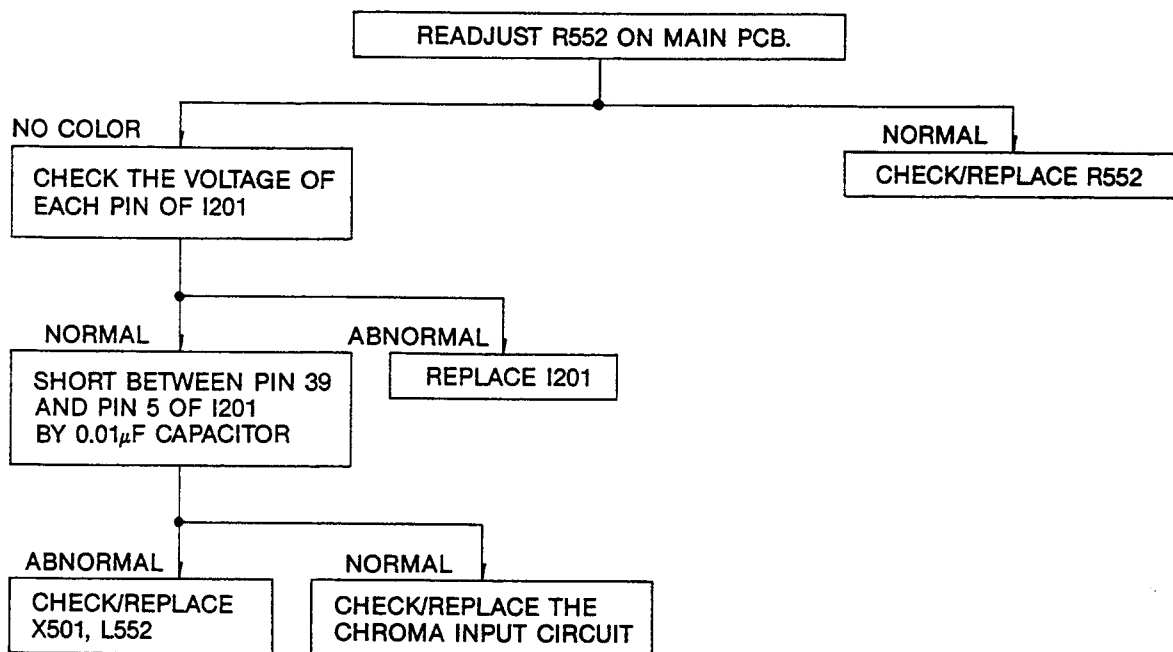 READJUST R552 ON MAIN PCB.
NO COLOR
NORMAL
CHECK THE VOLTAGE OF
EACH PIN OF I201
CHECK/REPLACE R552
NORMAL
ABNORMAL
SHORT BETWEEN PIN 39
AND PIN 5 OF I201
BY 0.01μF CAPACITOR
REPLACE I201
ABNORMAL
NORMAL
CHECK/REPLACE
X501, L552
CHECK/REPLACE THE
CHROMA INPUT CIRCUIT